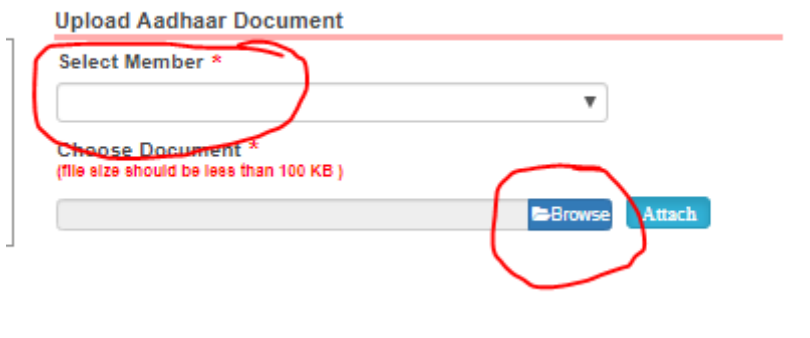 Upload Aadhaar Document
Select Member *
Choose Document *
(file size should be less than 100 KB )
Browse Attach